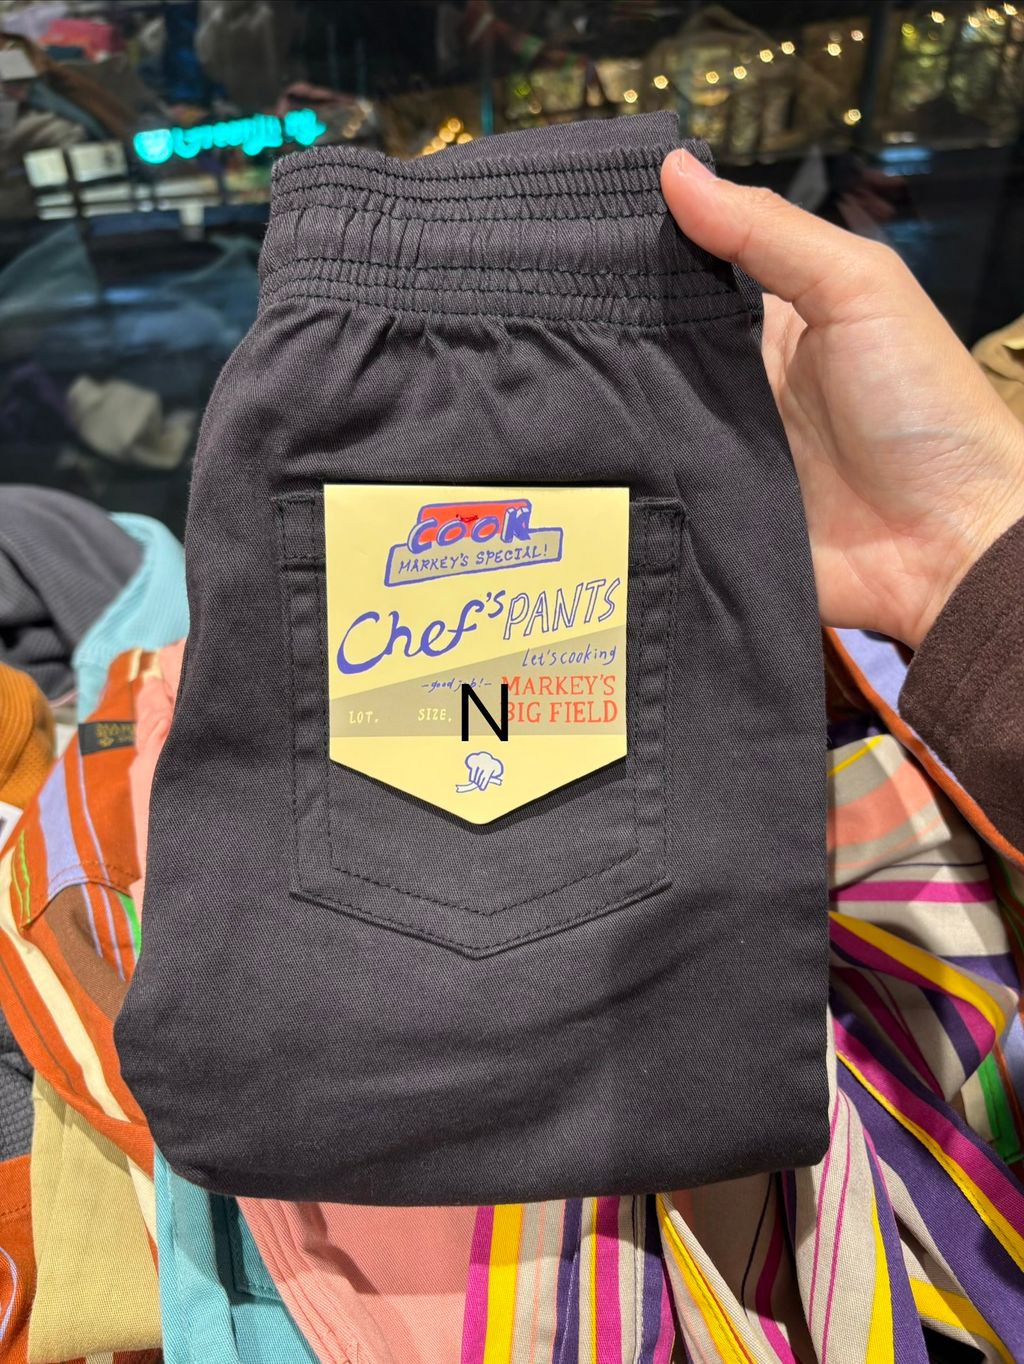 COOK
MARKEY'S SPECIAL!
Chef's PANTS
Let's cooking
-good job!- MARKEY'S
LOT. SIZE. N BIG FIELD